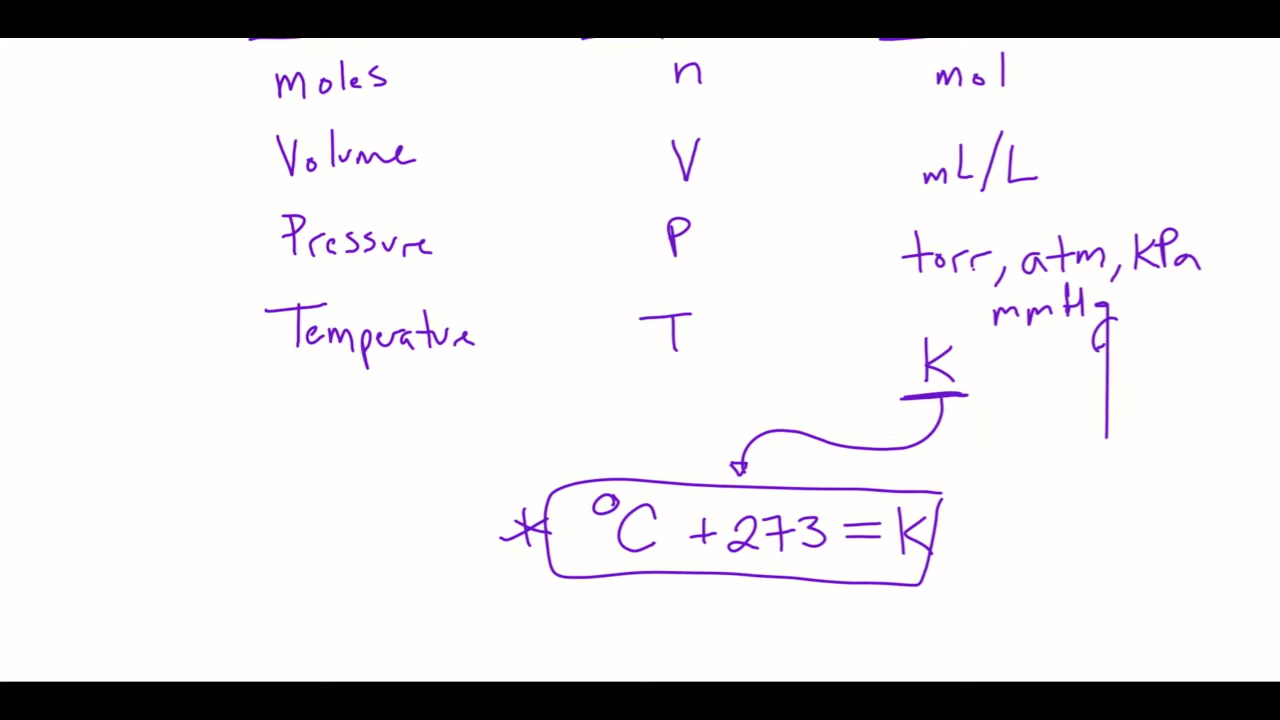 moles n mol
Volume V mL/L
Pressure P torr, atm, kPa
mmHg
Temperature T K
* °C + 273 = K